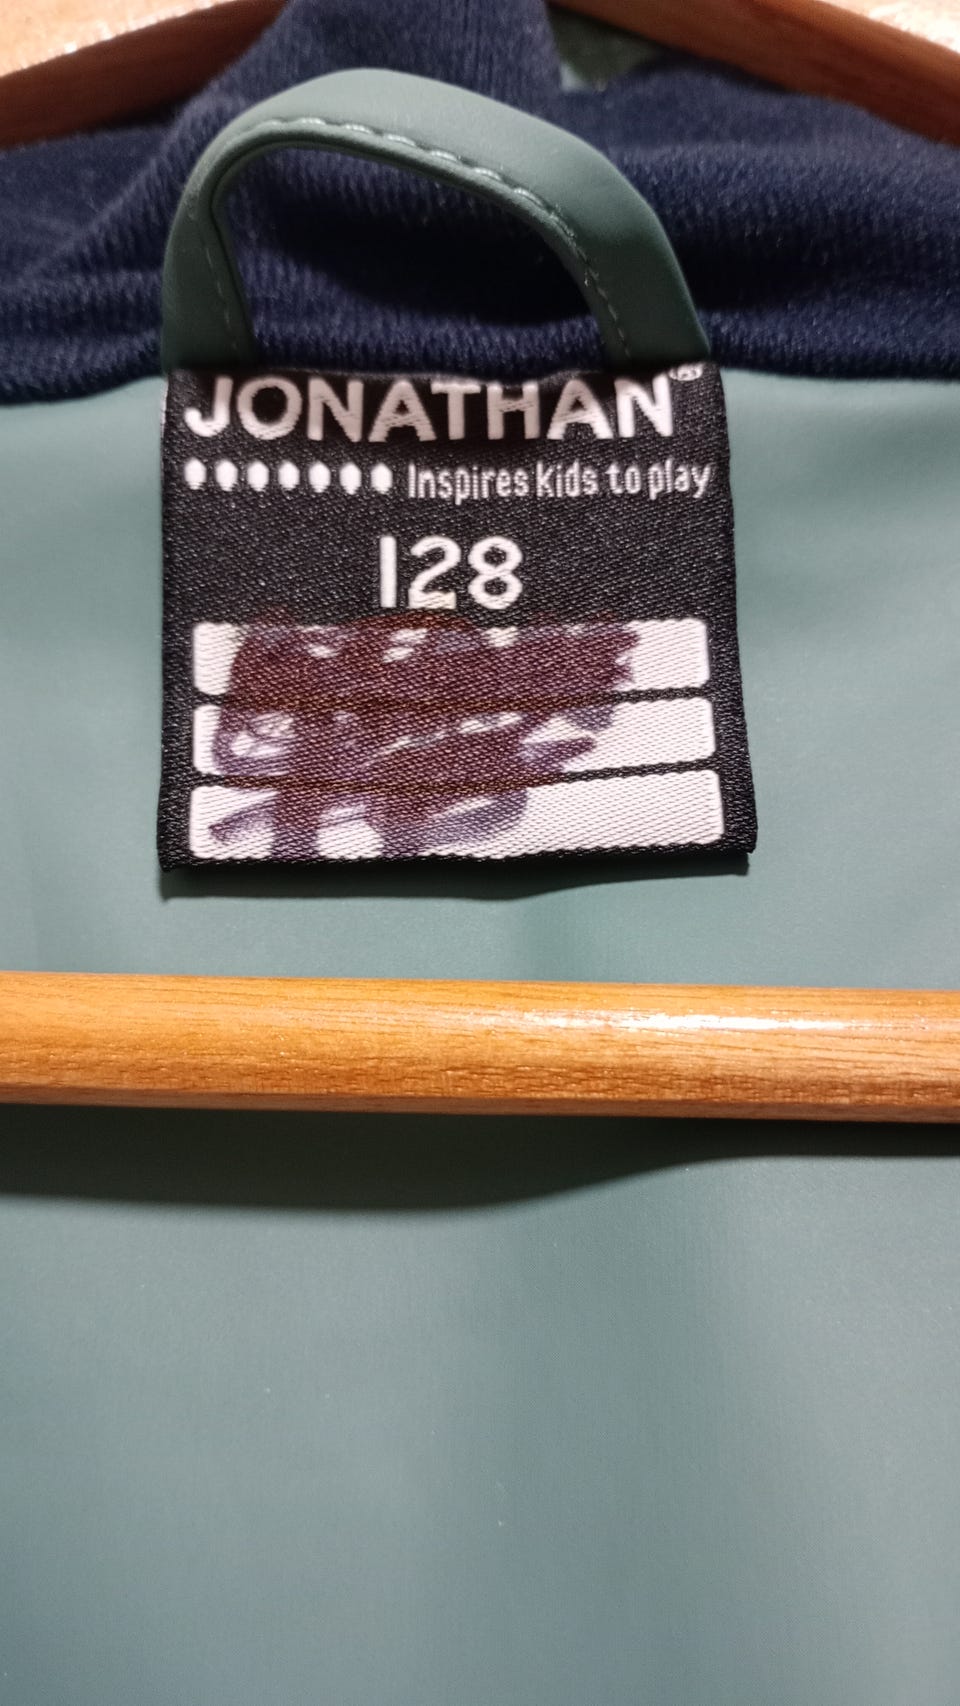 JONATHAN®
Inspires kids to play
128